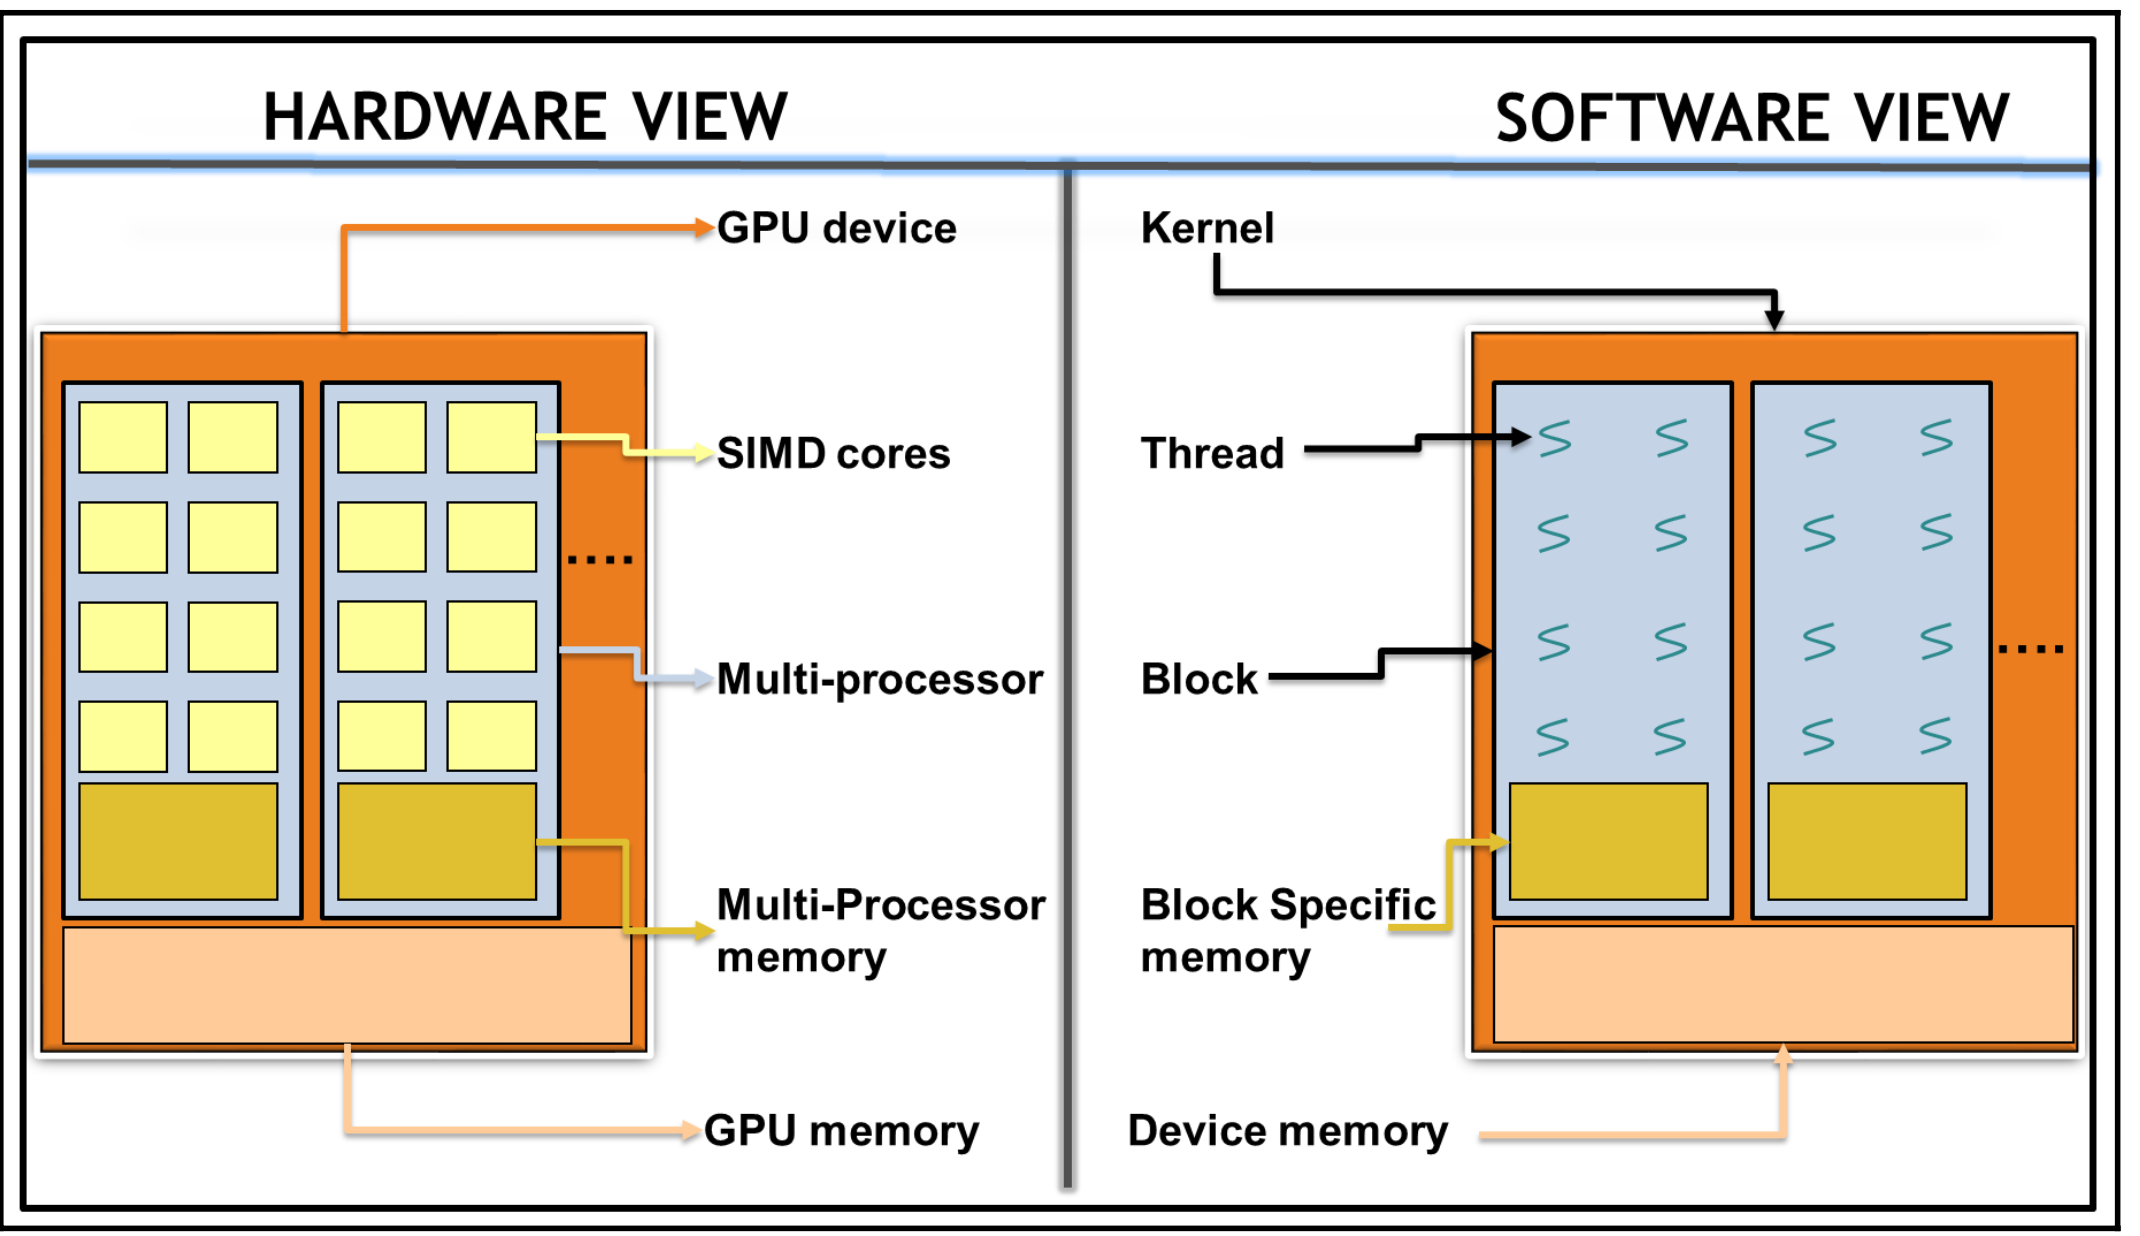 HARDWARE VIEW
SOFTWARE VIEW
GPU device
SIMD cores
Multi-processor
Multi-Processor
memory
GPU memory
Kernel
Thread
Block
Block Specific
memory
Device memory